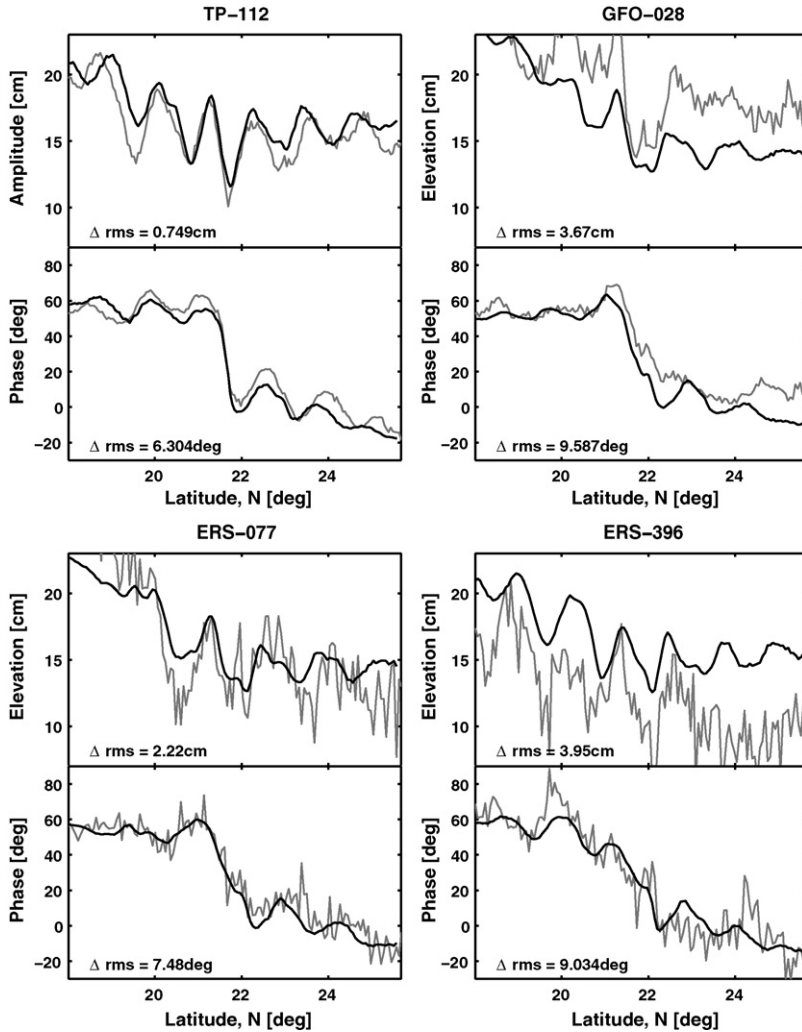 TP−112
Amplitude [cm]
20
15
10
Δ rms = 0.749cm
Phase [deg]
80
60
40
20
0
−20
Δ rms = 6.304deg
20 22 24
Latitude, N [deg]
GFO−028
Elevation [cm]
20
15
10
Δ rms = 3.67cm
Phase [deg]
80
60
40
20
0
−20
Δ rms = 9.587deg
20 22 24
Latitude, N [deg]
ERS−077
Elevation [cm]
20
15
10
Δ rms = 2.22cm
Phase [deg]
80
60
40
20
0
−20
Δ rms = 7.48deg
20 22 24
Latitude, N [deg]
ERS−396
Elevation [cm]
20
15
10
Δ rms = 3.95cm
Phase [deg]
80
60
40
20
0
−20
Δ rms = 9.034deg
20 22 24
Latitude, N [deg]